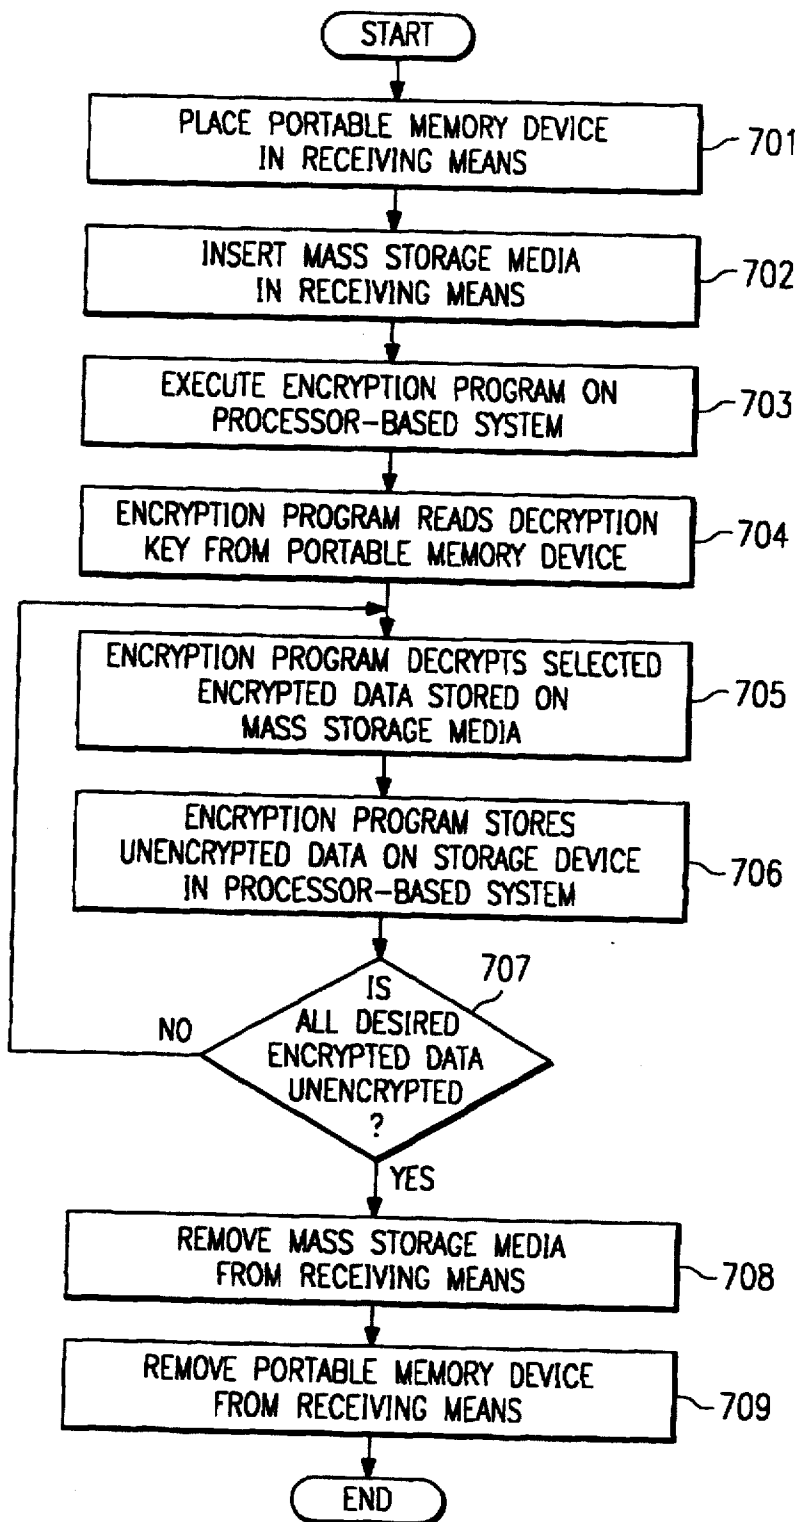 START
PLACE PORTABLE MEMORY DEVICE
IN RECEIVING MEANS
701
INSERT MASS STORAGE MEDIA
IN RECEIVING MEANS
702
EXECUTE ENCRYPTION PROGRAM ON
PROCESSOR-BASED SYSTEM
703
ENCRYPTION PROGRAM READS DECRYPTION
KEY FROM PORTABLE MEMORY DEVICE
704
ENCRYPTION PROGRAM DECRYPTS SELECTED
ENCRYPTED DATA STORED ON
MASS STORAGE MEDIA
705
ENCRYPTION PROGRAM STORES
UNENCRYPTED DATA ON STORAGE DEVICE
IN PROCESSOR-BASED SYSTEM
706
707
IS
ALL DESIRED
ENCRYPTED DATA
UNENCRYPTED
?
NO
YES
REMOVE MASS STORAGE MEDIA
FROM RECEIVING MEANS
708
REMOVE PORTABLE MEMORY DEVICE
FROM RECEIVING MEANS
709
END